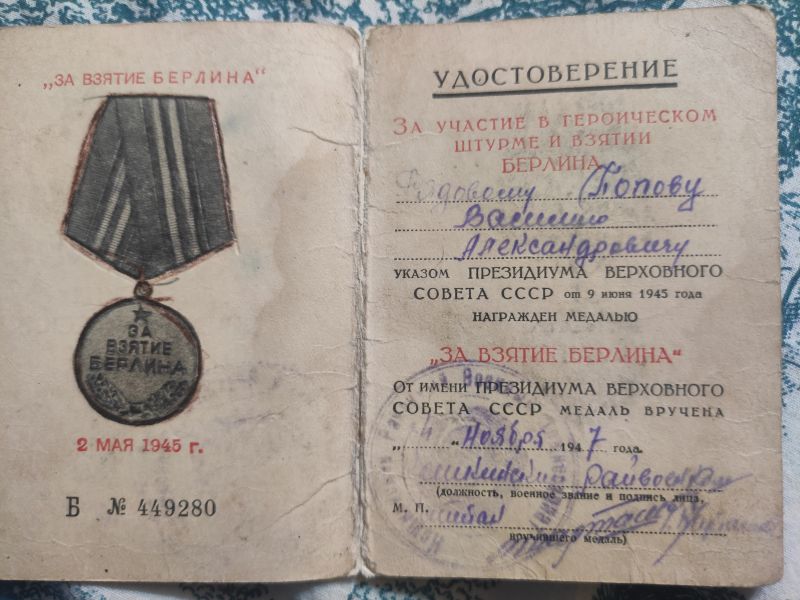 „ЗА ВЗЯТИЕ БЕРЛИНА“
ЗА
ВЗЯТИЕ
БЕРЛИНА
2 МАЯ 1945 г.
Б № 449280
УДОСТОВЕРЕНИЕ
ЗА УЧАСТИЕ В ГЕРОИЧЕСКОМ
ШТУРМЕ И ВЗЯТИИ
БЕРЛИНА
Рядовому Попову
Василию
Александровичу
УКАЗОМ ПРЕЗИДИУМА ВЕРХОВНОГО
СОВЕТА СССР от 9 июня 1945 года
НАГРАЖДЕН МЕДАЛЬЮ
„ЗА ВЗЯТИЕ БЕРЛИНА“
ОТ ИМЕНИ ПРЕЗИДИУМА ВЕРХОВНОГО
СОВЕТА СССР МЕДАЛЬ ВРУЧЕНА
„ “ Ноября 1947 года.
(должность, военное звание и подпись лица,
М. П.
вручившего медаль)